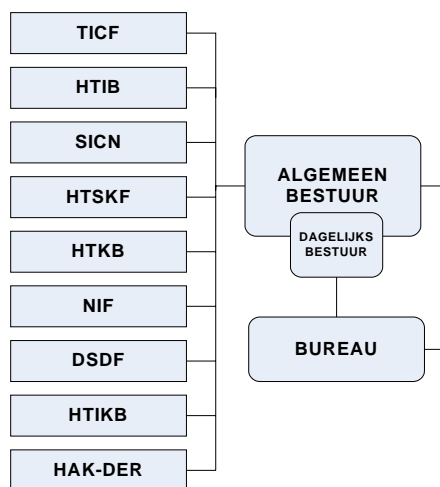 TICF
HTIB
SICN
HTSKF
HTKB
NIF
DSDF
HTIKB
HAK-DER
ALGEMEEN
BESTUUR
DAGELIJKS
BESTUUR
BUREAU